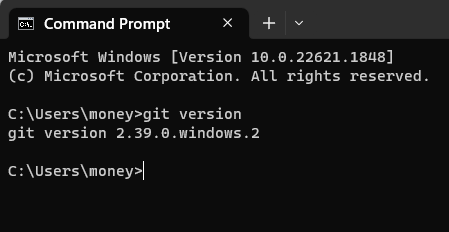 Command Prompt
Microsoft Windows [Version 10.0.22621.1848]
(c) Microsoft Corporation. All rights reserved.
C:\Users\money>git version
git version 2.39.0.windows.2
C:\Users\money>